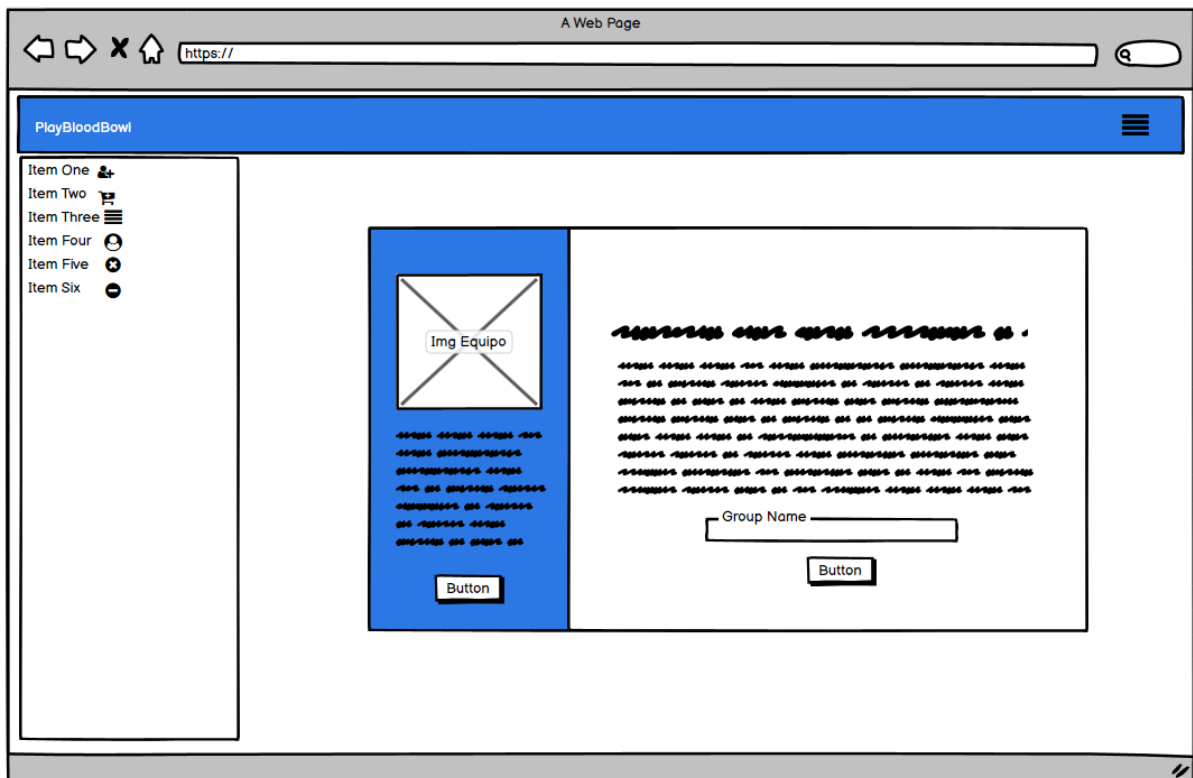 A Web Page
https://
PlayBloodBowl
Item One
Item Two
Item Three
Item Four
Item Five
Item Six
Img Equipo
Button
Group Name
Button